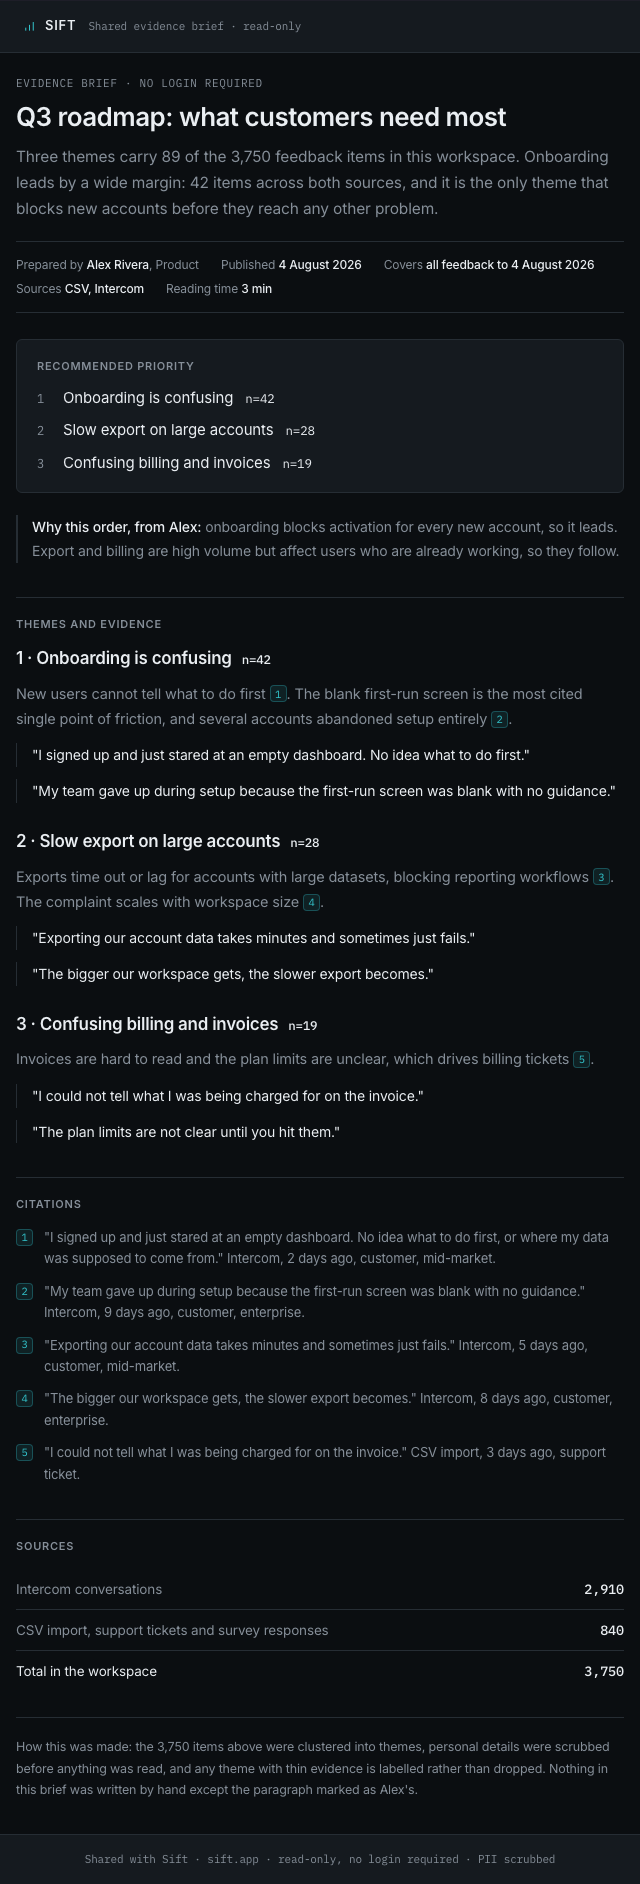 SIFT Shared evidence brief · read-only
EVIDENCE BRIEF · NO LOGIN REQUIRED
Q3 roadmap: what customers need most
Three themes carry 89 of the 3,750 feedback items in this workspace. Onboarding
leads by a wide margin: 42 items across both sources, and it is the only theme that
blocks new accounts before they reach any other problem.
Prepared by Alex Rivera, Product Published 4 August 2026 Covers all feedback to 4 August 2026
Sources CSV, Intercom Reading time 3 min
RECOMMENDED PRIORITY
1 Onboarding is confusing n=42
2 Slow export on large accounts n=28
3 Confusing billing and invoices n=19
Why this order, from Alex: onboarding blocks activation for every new account, so it leads.
Export and billing are high volume but affect users who are already working, so they follow.
THEMES AND EVIDENCE
1 · Onboarding is confusing n=42
New users cannot tell what to do first 1. The blank first-run screen is the most cited
single point of friction, and several accounts abandoned setup entirely 2.
"I signed up and just stared at an empty dashboard. No idea what to do first."
"My team gave up during setup because the first-run screen was blank with no guidance."
2 · Slow export on large accounts n=28
Exports time out or lag for accounts with large datasets, blocking reporting workflows 3.
The complaint scales with workspace size 4.
"Exporting our account data takes minutes and sometimes just fails."
"The bigger our workspace gets, the slower export becomes."
3 · Confusing billing and invoices n=19
Invoices are hard to read and the plan limits are unclear, which drives billing tickets 5.
"I could not tell what I was being charged for on the invoice."
"The plan limits are not clear until you hit them."
CITATIONS
1 "I signed up and just stared at an empty dashboard. No idea what to do first, or where my data
was supposed to come from." Intercom, 2 days ago, customer, mid-market.
2 "My team gave up during setup because the first-run screen was blank with no guidance."
Intercom, 9 days ago, customer, enterprise.
3 "Exporting our account data takes minutes and sometimes just fails." Intercom, 5 days ago,
customer, mid-market.
4 "The bigger our workspace gets, the slower export becomes." Intercom, 8 days ago, customer,
enterprise.
5 "I could not tell what I was being charged for on the invoice." CSV import, 3 days ago, support
ticket.
SOURCES
Intercom conversations 2,910
CSV import, support tickets and survey responses 840
Total in the workspace 3,750
How this was made: the 3,750 items above were clustered into themes, personal details were scrubbed
before anything was read, and any theme with thin evidence is labelled rather than dropped. Nothing in
this brief was written by hand except the paragraph marked as Alex's.
Shared with Sift · sift.app · read-only, no login required · PII scrubbed